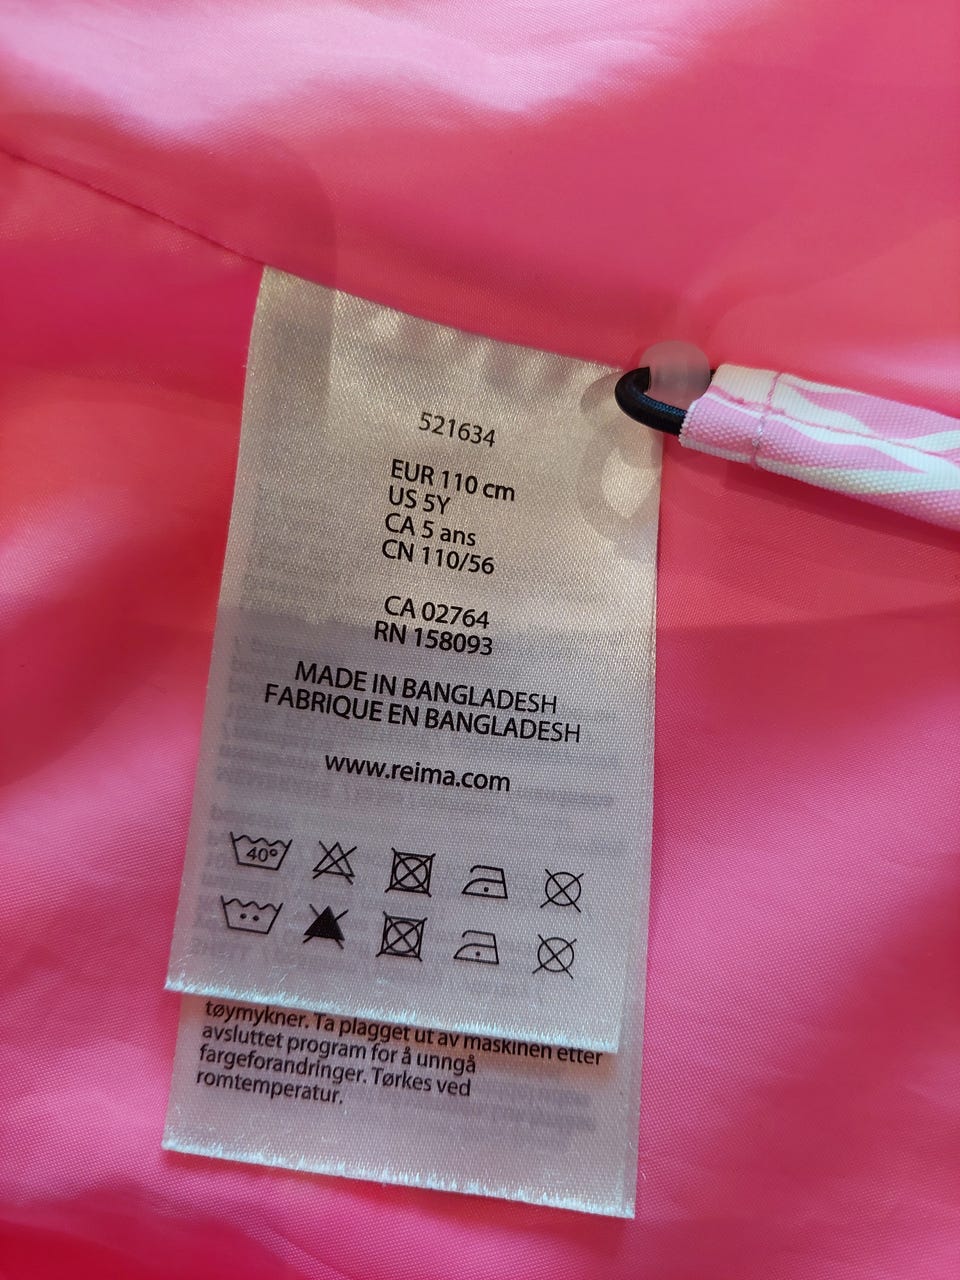 521634
EUR 110 cm
US 5Y
CA 5 ans
CN 110/56
CA 02764
RN 158093
MADE IN BANGLADESH
FABRIQUE EN BANGLADESH
www.reima.com
40°
tøymykner. Ta plagget ut av maskinen etter
avsluttet program for å unngå
fargeforandringer. Tørkes ved
romtemperatur.